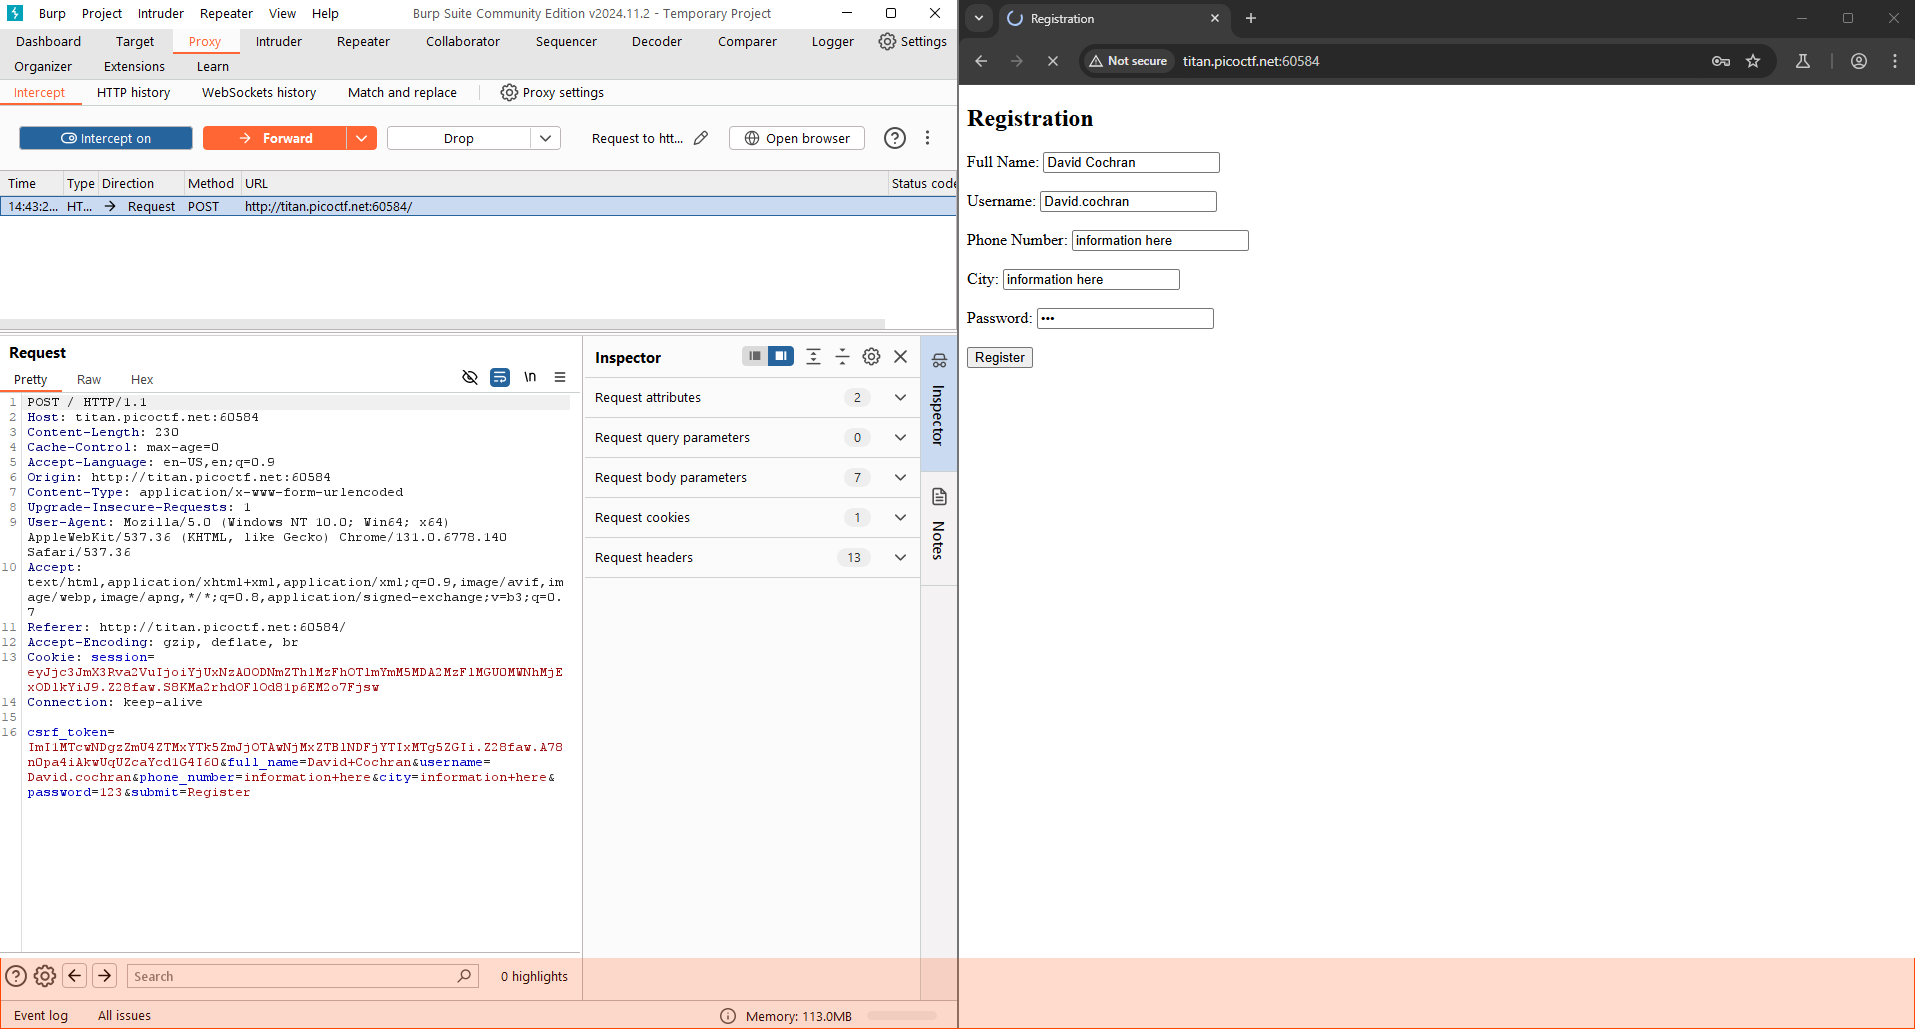 Burp Project Intruder Repeater View Help Burp Suite Community Edition v2024.11.2 - Temporary Project
Dashboard Target Proxy Intruder Repeater Collaborator Sequencer Decoder Comparer Logger Settings
Organizer Extensions Learn
Intercept HTTP history WebSockets history Match and replace Proxy settings
Intercept on Forward Drop Request to htt... Open browser
Time Type Direction Method URL Status code
14:43:2... HT... Request POST http://titan.picoctf.net:60584/
Request
Pretty Raw Hex \n
1 POST / HTTP/1.1
2 Host: titan.picoctf.net:60584
3 Content-Length: 230
4 Cache-Control: max-age=0
5 Accept-Language: en-US,en;q=0.9
6 Origin: http://titan.picoctf.net:60584
7 Content-Type: application/x-www-form-urlencoded
8 Upgrade-Insecure-Requests: 1
9 User-Agent: Mozilla/5.0 (Windows NT 10.0; Win64; x64)
AppleWebKit/537.36 (KHTML, like Gecko) Chrome/131.0.6778.140
Safari/537.36
10 Accept:
text/html,application/xhtml+xml,application/xml;q=0.9,image/avif,im
age/webp,image/apng,*/*;q=0.8,application/signed-exchange;v=b3;q=0.
7
11 Referer: http://titan.picoctf.net:60584/
12 Accept-Encoding: gzip, deflate, br
13 Cookie: session=
14 Connection: keep-alive
15
16 csrf_token=
&full_name=David+Cochran&username=
David.cochran&phone_number=information+here&city=information+here&
password=123&submit=Register
Inspector
Request attributes 2
Request query parameters 0
Request body parameters 7
Request cookies 1
Request headers 13
Inspector
Notes
Search 0 highlights
Event log All issues Memory: 113.0MB
Registration
Not secure titan.picoctf.net:60584
Registration
Full Name: David Cochran
Username: David.cochran
Phone Number: information here
City: information here
Password: •••
Register